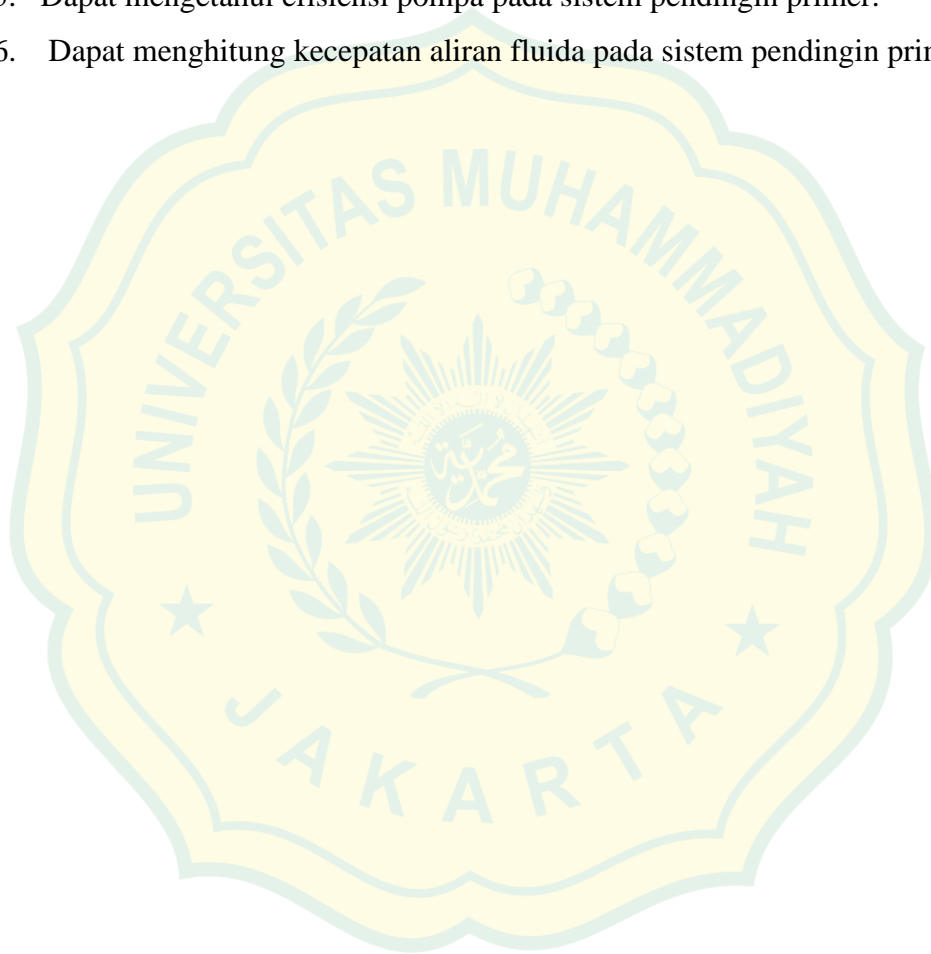 Dapat mengetahui efisiensi pompa pada sistem pendingin primer.
6. Dapat menghitung kecepatan aliran fluida pada sistem pendingin
UNIVERSITAS MUHAMMADIYAH
JAKARTA